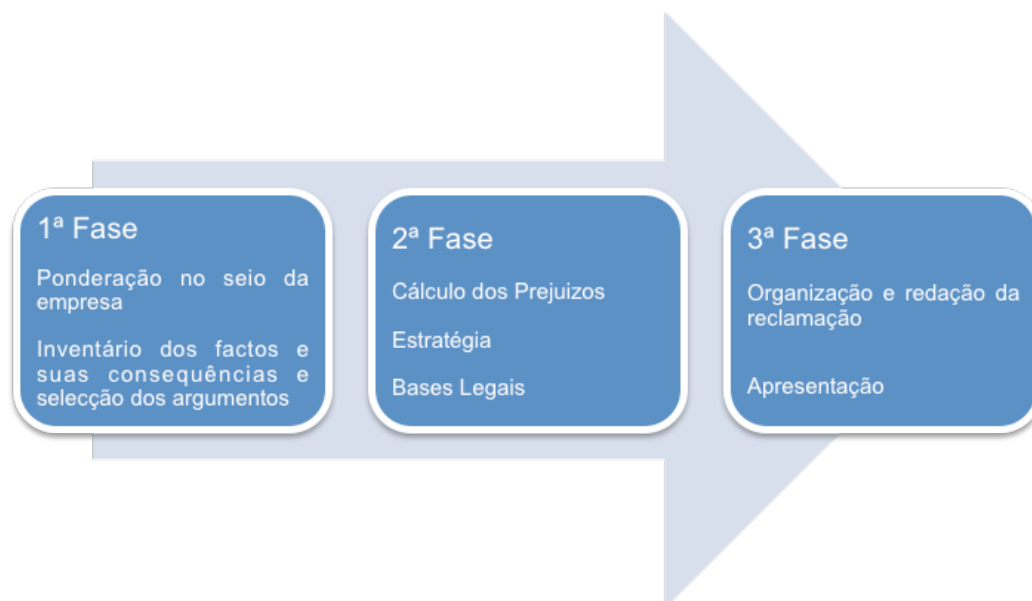 1ª Fase
Ponderação no seio da
empresa
Inventário dos factos e
suas consequências e
selecção dos argumentos
2ª Fase
Cálculo dos Prejuizos
Estratégia
Bases Legais
3ª Fase
Organização e redação da
reclamação
Apresentação